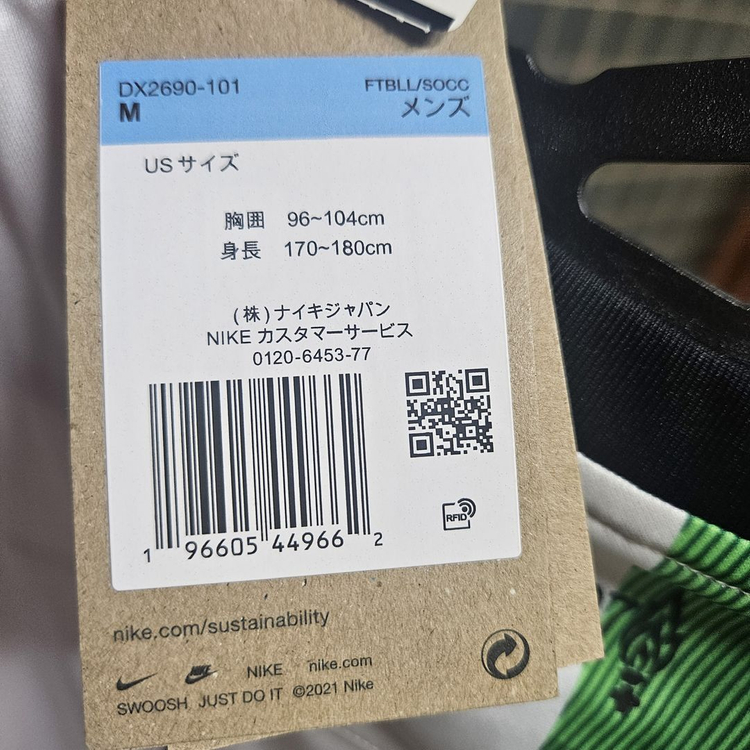 DX2690-101 FTBLL/SOCC
M メンズ
USサイズ
胸囲 96~104cm
身長 170~180cm
(株)ナイキジャパン
NIKE カスタマーサービス
0120-6453-77
RFID
1 96605 44966 2
nike.com/sustainability
NIKE nike.com
SWOOSH JUST DO IT ©2021 Nike